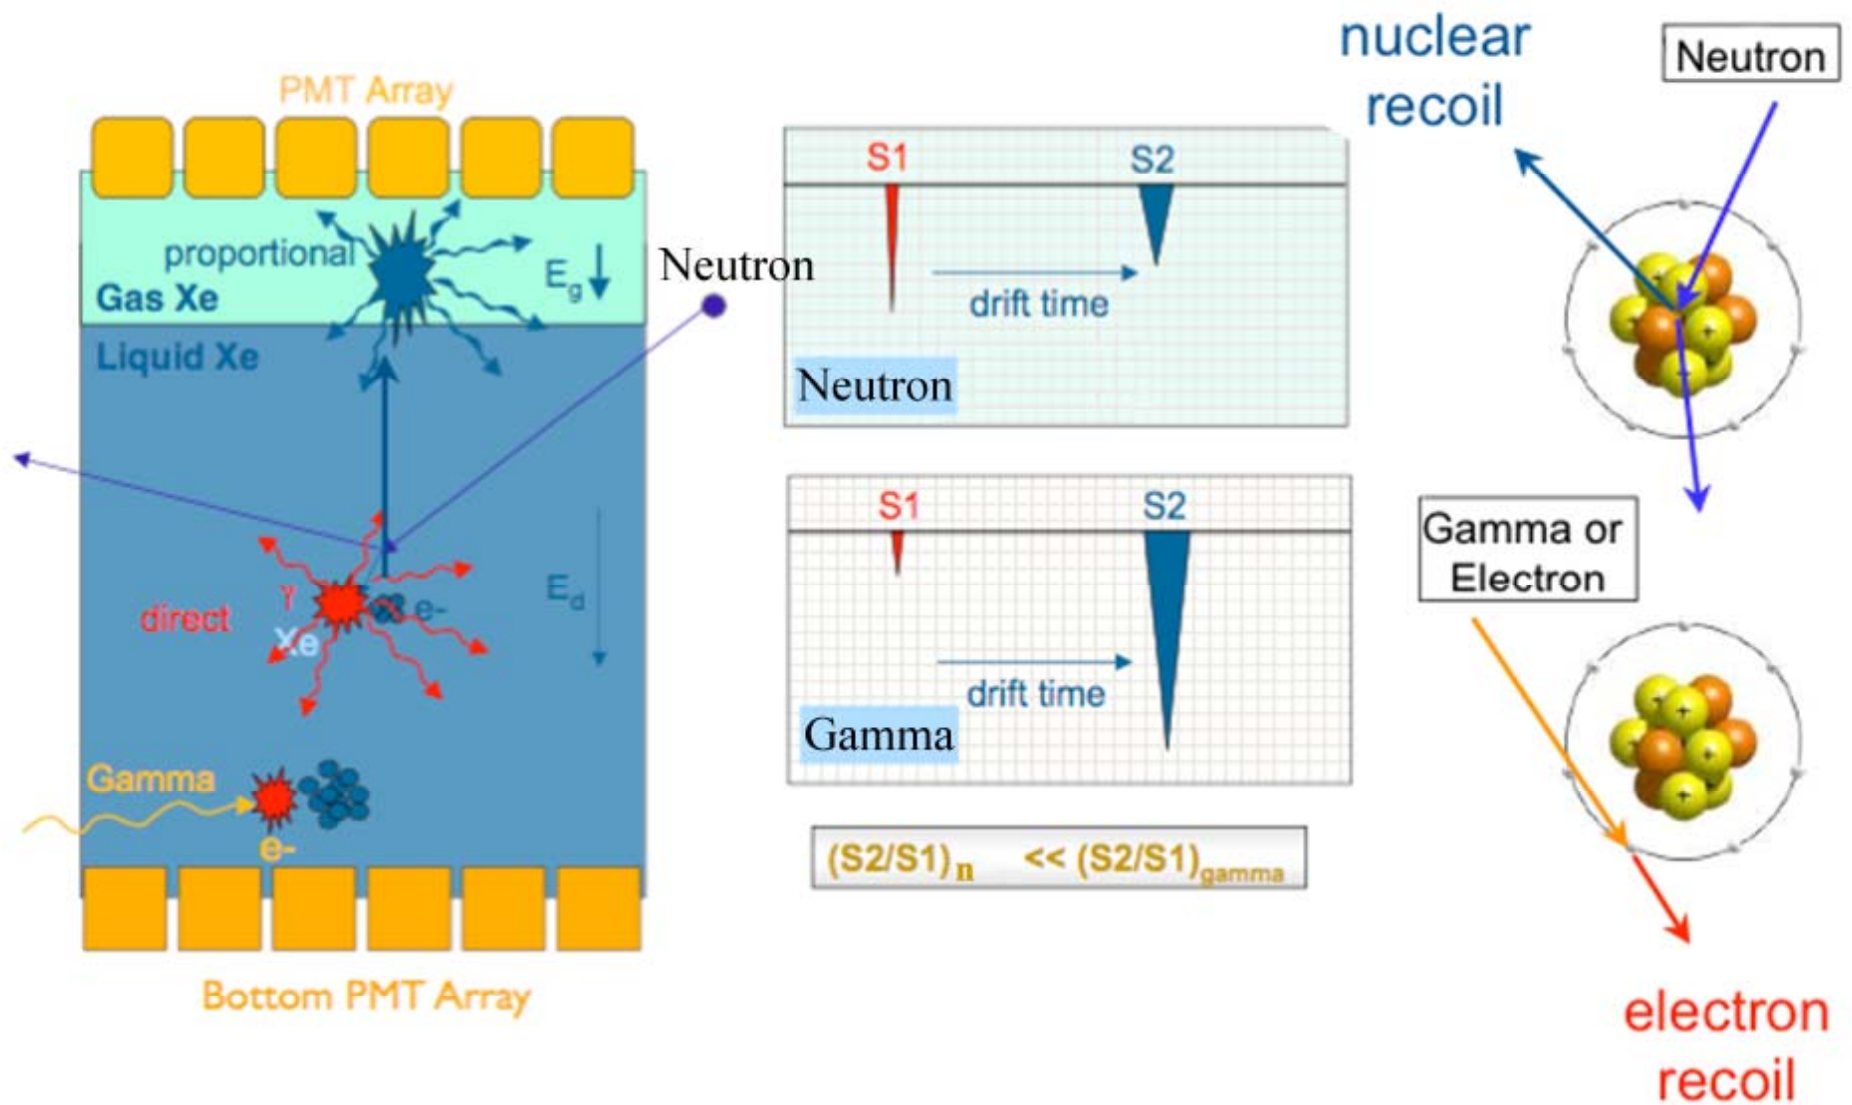 PMT Array
proportional
Gas Xe
Eg
Liquid Xe
Neutron
γ
direct
Xe
e-
Ed
Gamma
e-
Bottom PMT Array
S1
S2
drift time
Neutron
S1
S2
drift time
Gamma
(S2/S1)n << (S2/S1)gamma
nuclear
recoil
Neutron
+
+
Gamma or
Electron
+
+
+
+
electron
recoil